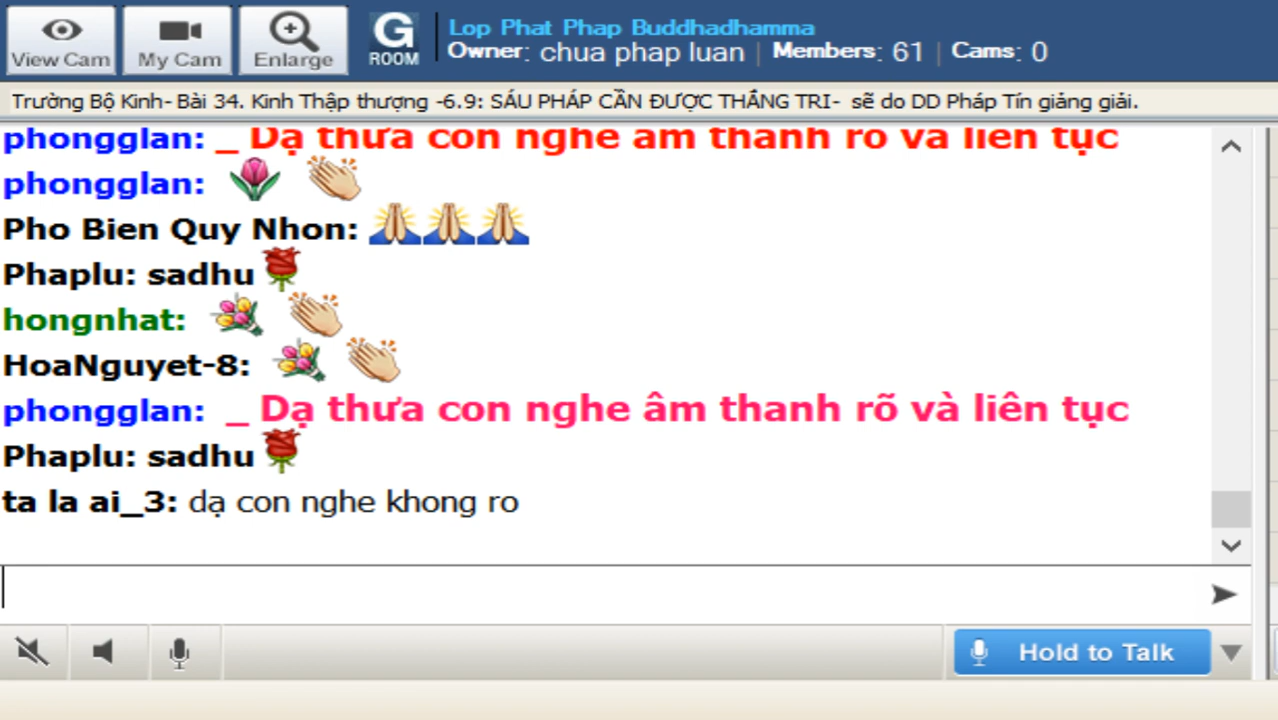 View Cam
My Cam
Enlarge
G
ROOM
Lop Phat Phap Buddhadhamma
Owner: chua phap luan | Members: 61 | Cams: 0
Trường Bộ Kinh- Bài 34. Kinh Thập thượng -6.9: SÁU PHÁP CẦN ĐƯỢC THẮNG TRI- sẽ do DD Pháp Tín giảng giải.
phongglan: _ Dạ thưa con nghe âm thanh rõ và liên tục
phongglan:
Pho Bien Quy Nhon:
Phaplu: sadhu
hongnhat:
HoaNguyet-8:
phongglan: _ Dạ thưa con nghe âm thanh rõ và liên tục
Phaplu: sadhu
ta la ai_3: dạ con nghe khong ro
Hold to Talk